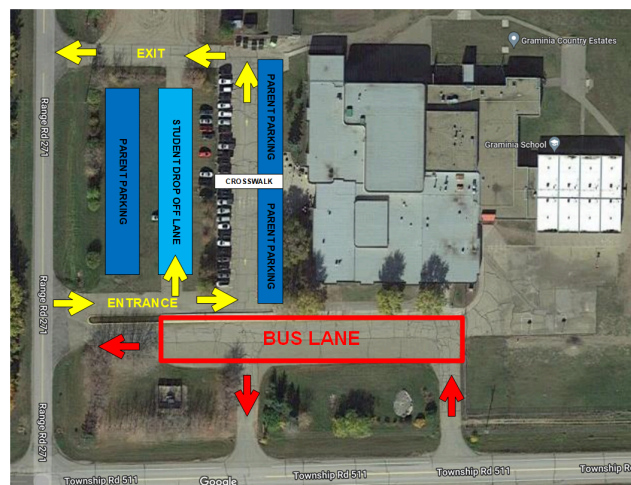 EXIT
Graminia Country Estates
Range Rd 271
PARENT PARKING
STUDENT DROP OFF LANE
PARENT PARKING
Graminia School
CROSSWALK
PARENT PARKING
Range Rd 271
ENTRANCE
BUS LANE
Range Rd 271
Township Rd 511
Google
Township Rd 511
Township Rd 511
Township R